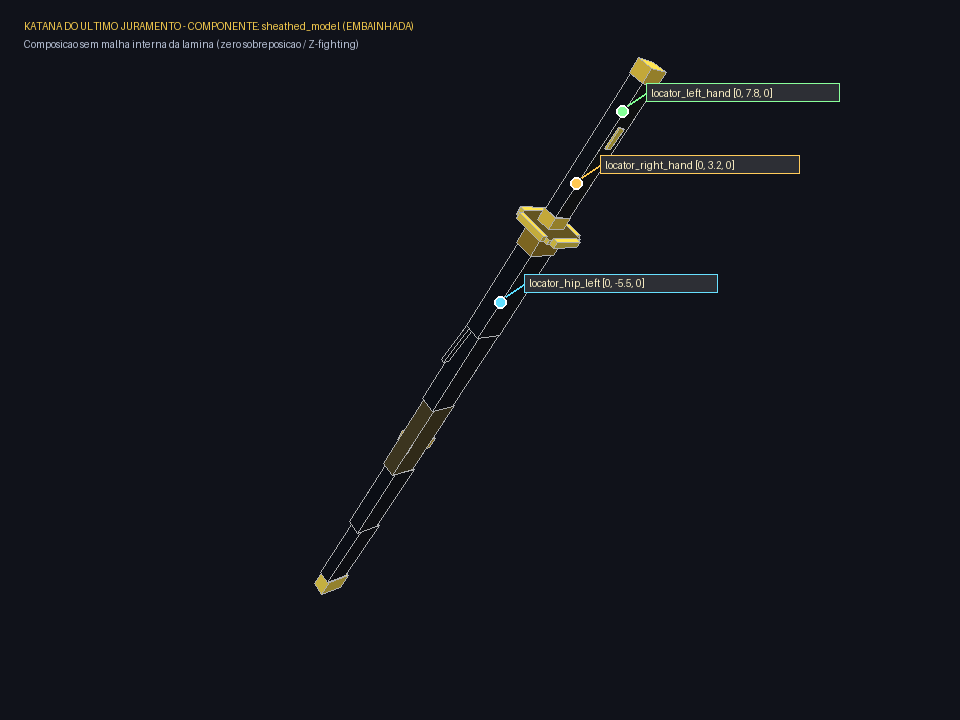 KATANA DO ULTIMO JURAMENTO - COMPONENTE: sheathed_model (EMBAINHADA)
Composicao sem malha interna da lamina (zero sobreposicao / Z-fighting)
locator_left_hand [0, 7.8, 0]
locator_right_hand [0, 3.2, 0]
locator_hip_left [0, -5.5, 0]